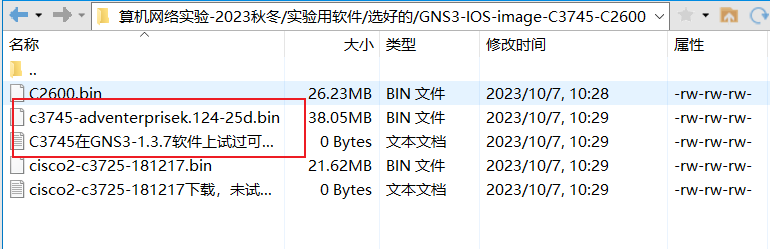 算机网络实验-2023秋冬/实验用软件/选好的/GNS3-IOS-image-C3745-C2600
名称 大小 类型 修改时间 属性
..
C2600.bin 26.23MB BIN 文件 2023/10/7, 10:28 -rw-rw-rw-
c3745-adventerprisek.124-25d.bin 38.05MB BIN 文件 2023/10/7, 10:29 -rw-rw-rw-
C3745在GNS3-1.3.7软件上试过可... 0 Bytes 文本文档 2023/10/7, 10:29 -rw-rw-rw-
cisco2-c3725-181217.bin 21.62MB BIN 文件 2023/10/7, 10:29 -rw-rw-rw-
cisco2-c3725-181217下载，未试... 0 Bytes 文本文档 2023/10/7, 10:29 -rw-rw-rw-